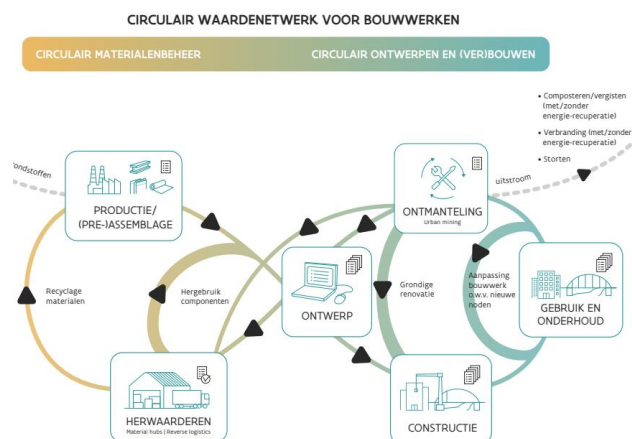 CIRCULAIR WAARDENETWERK VOOR BOUWWERKEN
CIRCULAIR MATERIALENBEHEER
CIRCULAIR ONTWERPEN EN (VER)BOUWEN
• Composteren/vergisten
(met/zonder
energie-recuperatie)
• Verbranding (met/zonder
energie-recuperatie)
• Storten
uitstroom
PRODUCTIE/
(PRE-)ASSEMBLAGE
ONTMANTELING
Urban mining
Recyclage
materialen
Hergebruik
componenten
ONTWERP
Grondige
renovatie
Aanpassing
bouwwerk
o.w.v. nieuwe
noden
GEBRUIK EN
ONDERHOUD
HERWAARDEREN
Material hubs | Reverse logistics
CONSTRUCTIE